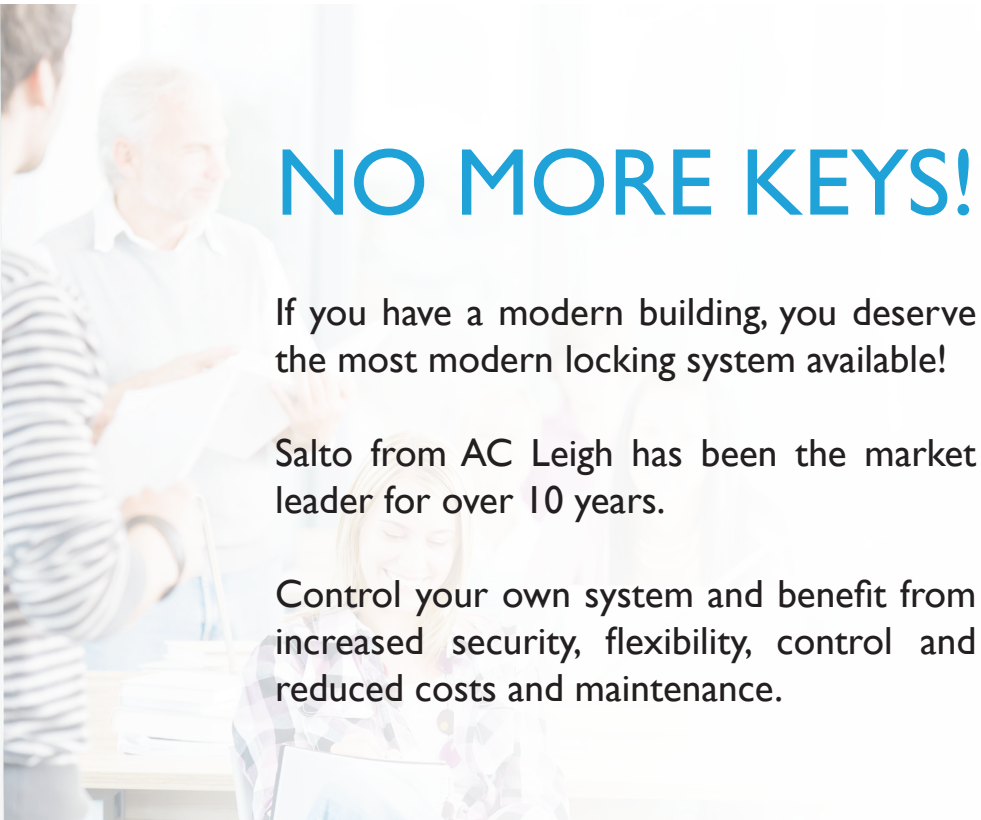 NO MORE KEYS!
If you have a modern building, you deserve
the most modern locking system available!
Salto from AC Leigh has been the market
leader for over 10 years.
Control your own system and benefit from
increased security, flexibility, control and
reduced costs and maintenance.